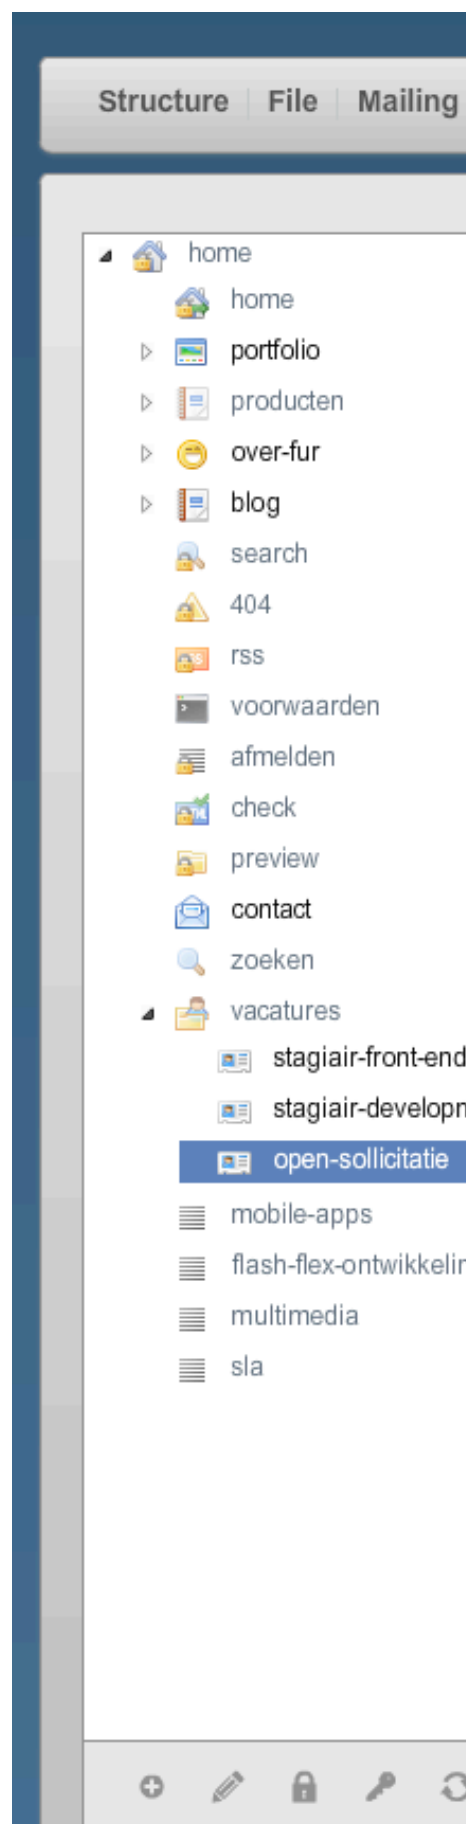 Structure File Mailing
home
home
portfolio
producten
over-fur
blog
search
404
rss
voorwaarden
afmelden
check
preview
contact
zoeken
vacatures
stagiair-front-end
stagiair-developm
open-sollicitatie
mobile-apps
flash-flex-ontwikkelin
multimedia
sla